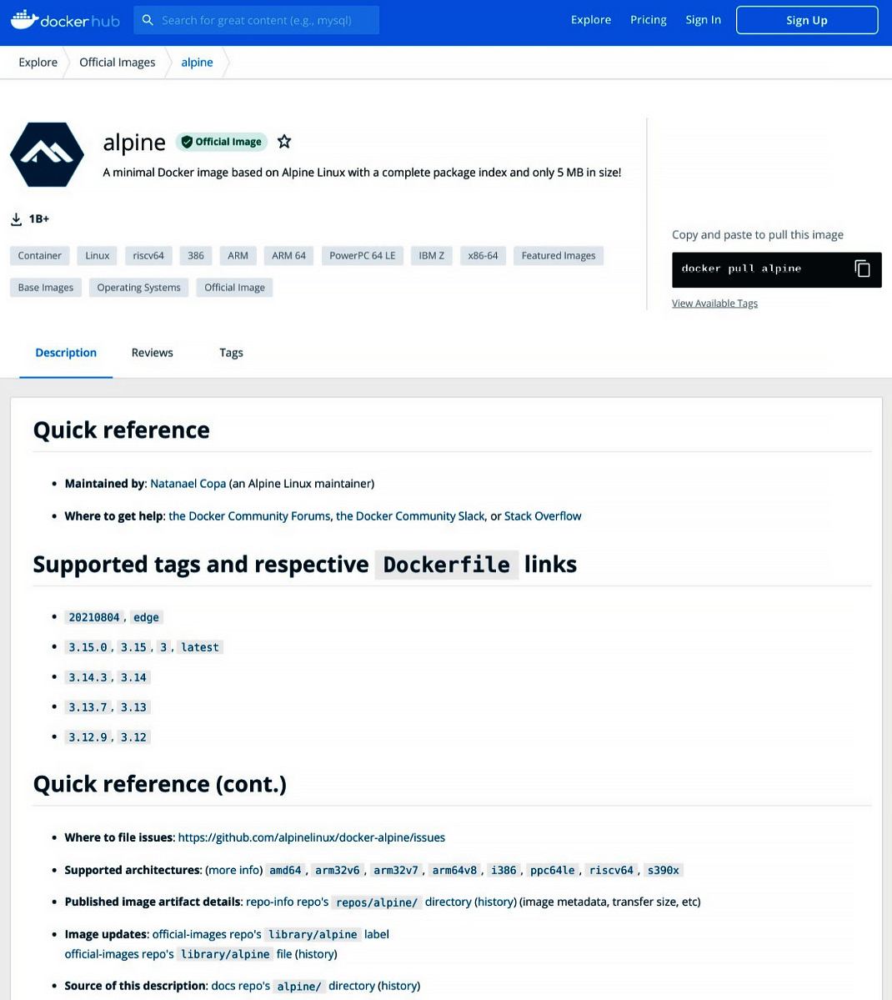 dockerhub
Search for great content (e.g., mysql)
Explore
Pricing
Sign In
Sign Up
Explore
Official Images
alpine
alpine
Official Image
A minimal Docker image based on Alpine Linux with a complete package index and only 5 MB in size!
1B+
Container
Linux
riscv64
386
ARM
ARM 64
PowerPC 64 LE
IBM Z
x86-64
Featured Images
Base Images
Operating Systems
Official Image
Copy and paste to pull this image
docker pull alpine
View Available Tags
Description
Reviews
Tags
Quick reference
• Maintained by: Natanael Copa (an Alpine Linux maintainer)
• Where to get help: the Docker Community Forums, the Docker Community Slack, or Stack Overflow
Supported tags and respective Dockerfile links
• 20210804, edge
• 3.15.0, 3.15, 3, latest
• 3.14.3, 3.14
• 3.13.7, 3.13
• 3.12.9, 3.12
Quick reference (cont.)
• Where to file issues: https://github.com/alpinelinux/docker-alpine/issues
• Supported architectures: (more info) amd64, arm32v6, arm32v7, arm64v8, i386, ppc64le, riscv64, s390x
• Published image artifact details: repo-info repo's repos/alpine/ directory (history) (image metadata, transfer size, etc)
• Image updates: official-images repo's library/alpine label
official-images repo's library/alpine file (history)
• Source of this description: docs repo's alpine/ directory (history)